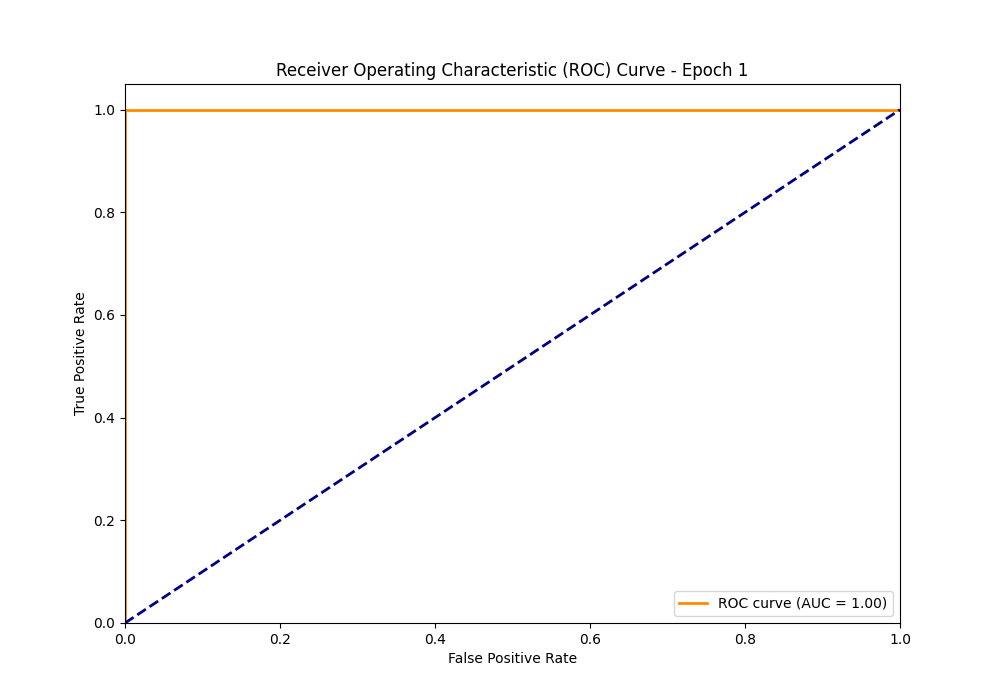 Receiver Operating Characteristic (ROC) Curve - Epoch 1
True Positive Rate
1.0
0.8
0.6
0.4
0.2
0.0
0.0 0.2 0.4 0.6 0.8 1.0
False Positive Rate
ROC curve (AUC = 1.00)